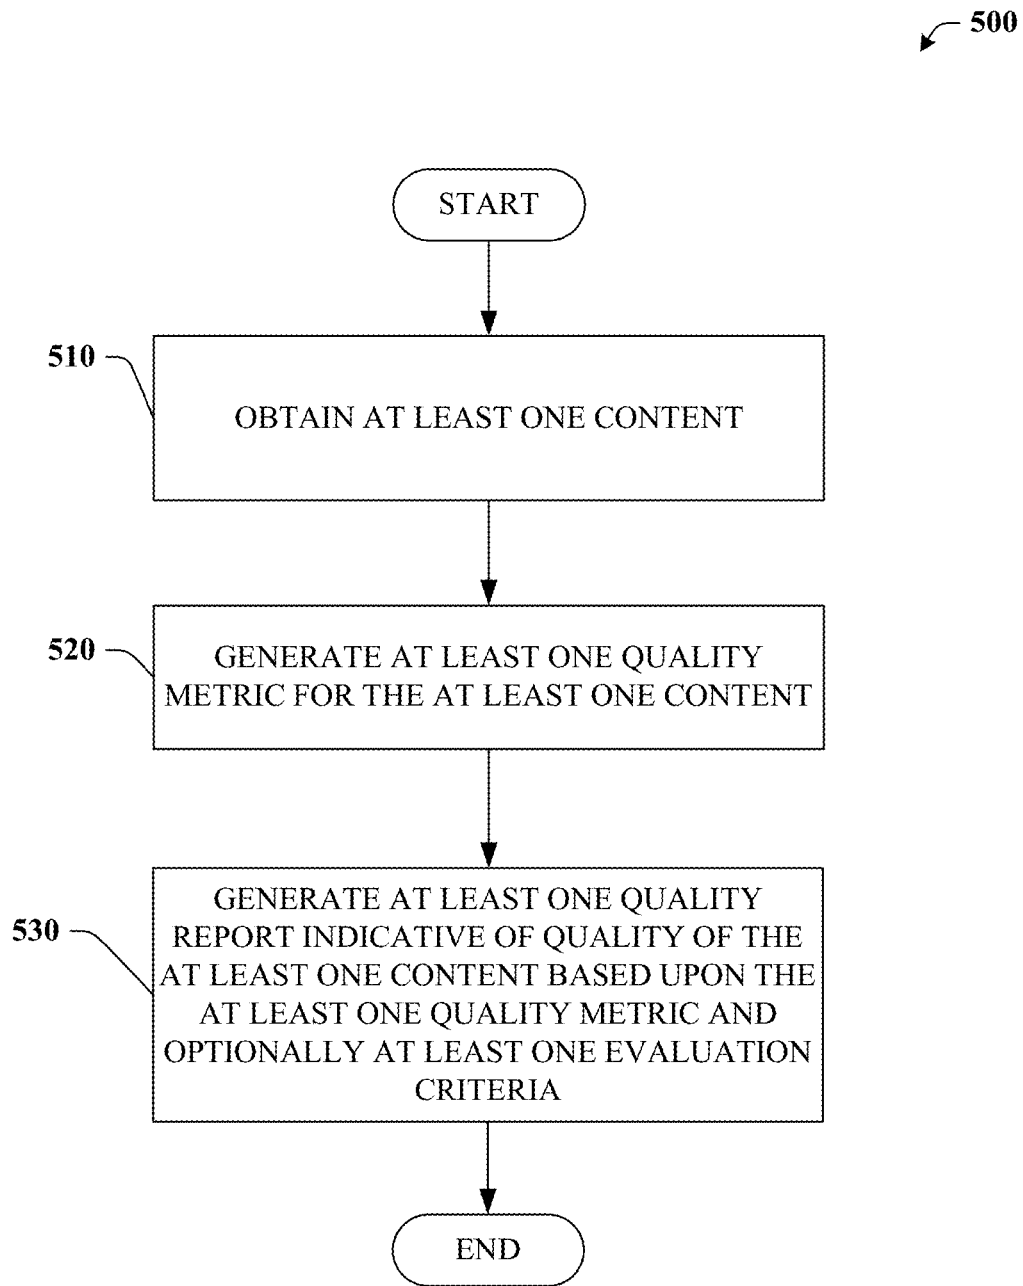 500
START
510
OBTAIN AT LEAST ONE CONTENT
520
GENERATE AT LEAST ONE QUALITY
METRIC FOR THE AT LEAST ONE CONTENT
530
GENERATE AT LEAST ONE QUALITY
REPORT INDICATIVE OF QUALITY OF THE
AT LEAST ONE CONTENT BASED UPON THE
AT LEAST ONE QUALITY METRIC AND
OPTIONALLY AT LEAST ONE EVALUATION
CRITERIA
END